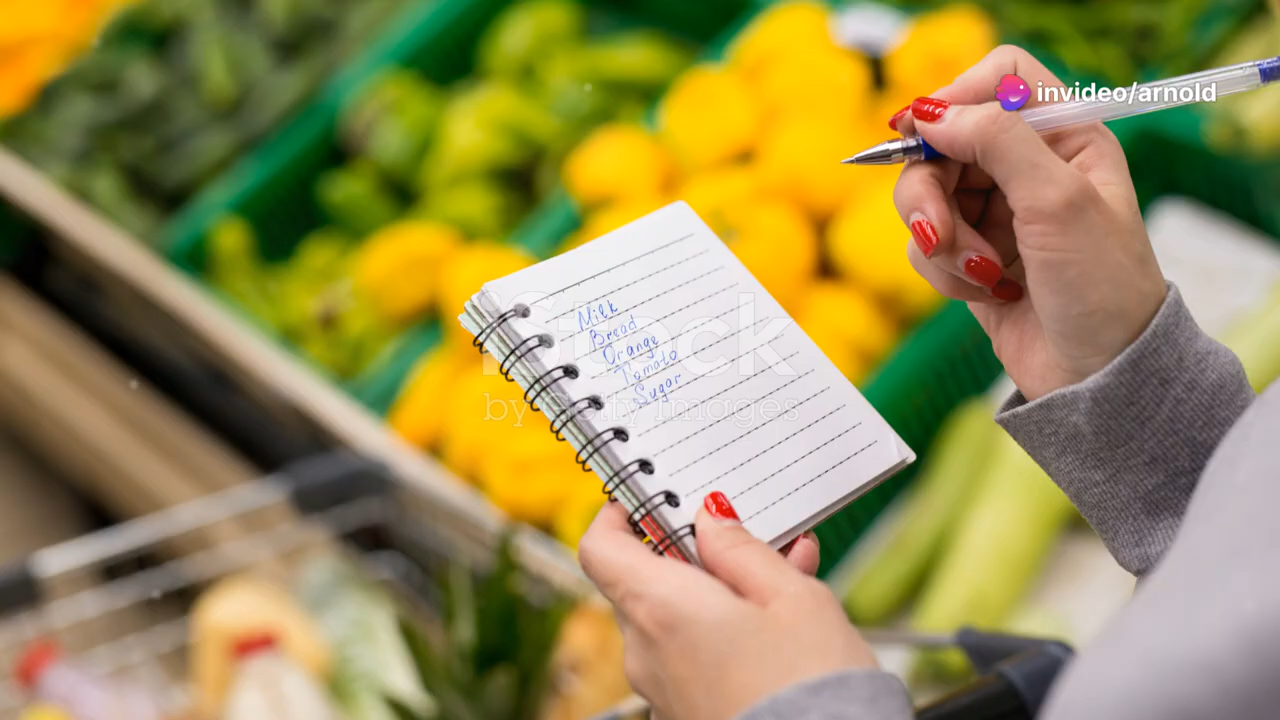 invideo/arnold
Milk
Bread
Orange
Tomato
Sugar
iStock
by Getty Images